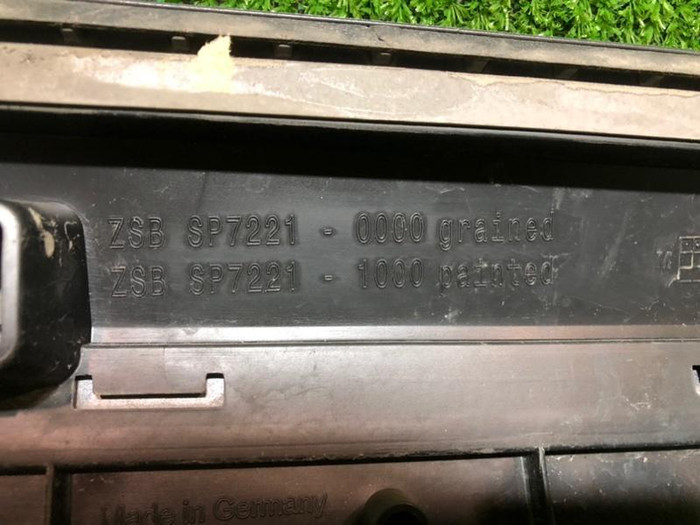 ZSB SP7221 - 0000 grained
ZSB SP7221 - 1000 painted
Made in Germany